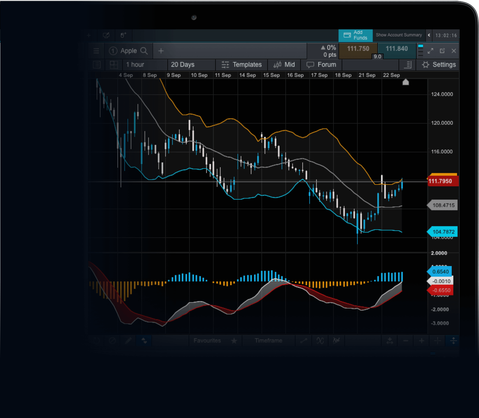 Add Funds
Show Account Summary
13:02:16
Apple
0%
0 pts
111.750
111.840
9.0
1 hour
20 Days
Templates
Mid
Forum
Settings
4 Sep
8 Sep
9 Sep
10 Sep
11 Sep
14 Sep
15 Sep
16 Sep
17 Sep
18 Sep
21 Sep
22 Sep
124.0000
120.0000
116.0000
111.7950
108.4715
104.7872
2.0000
0.6540
-0.0010
-0.6550
-2.0000
-3.0000
Favourites
Timeframe